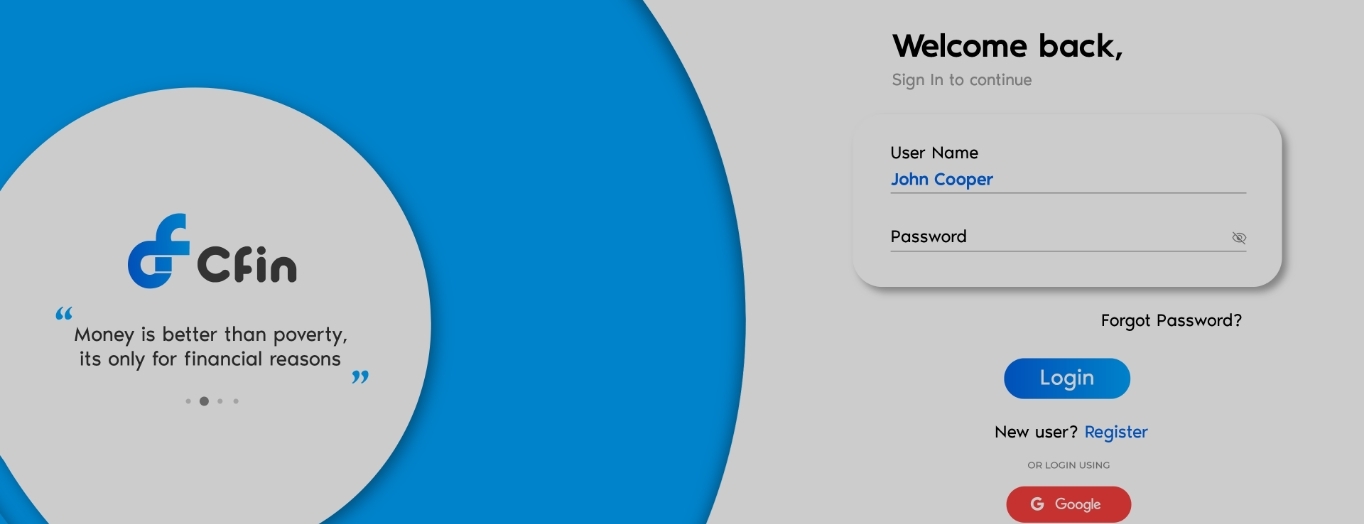 Cfin
“Money is better than poverty,
its only for financial reasons”
Welcome back,
Sign In to continue
User Name
John Cooper
Password
Forgot Password?
Login
New user? Register
OR LOGIN USING
G Google